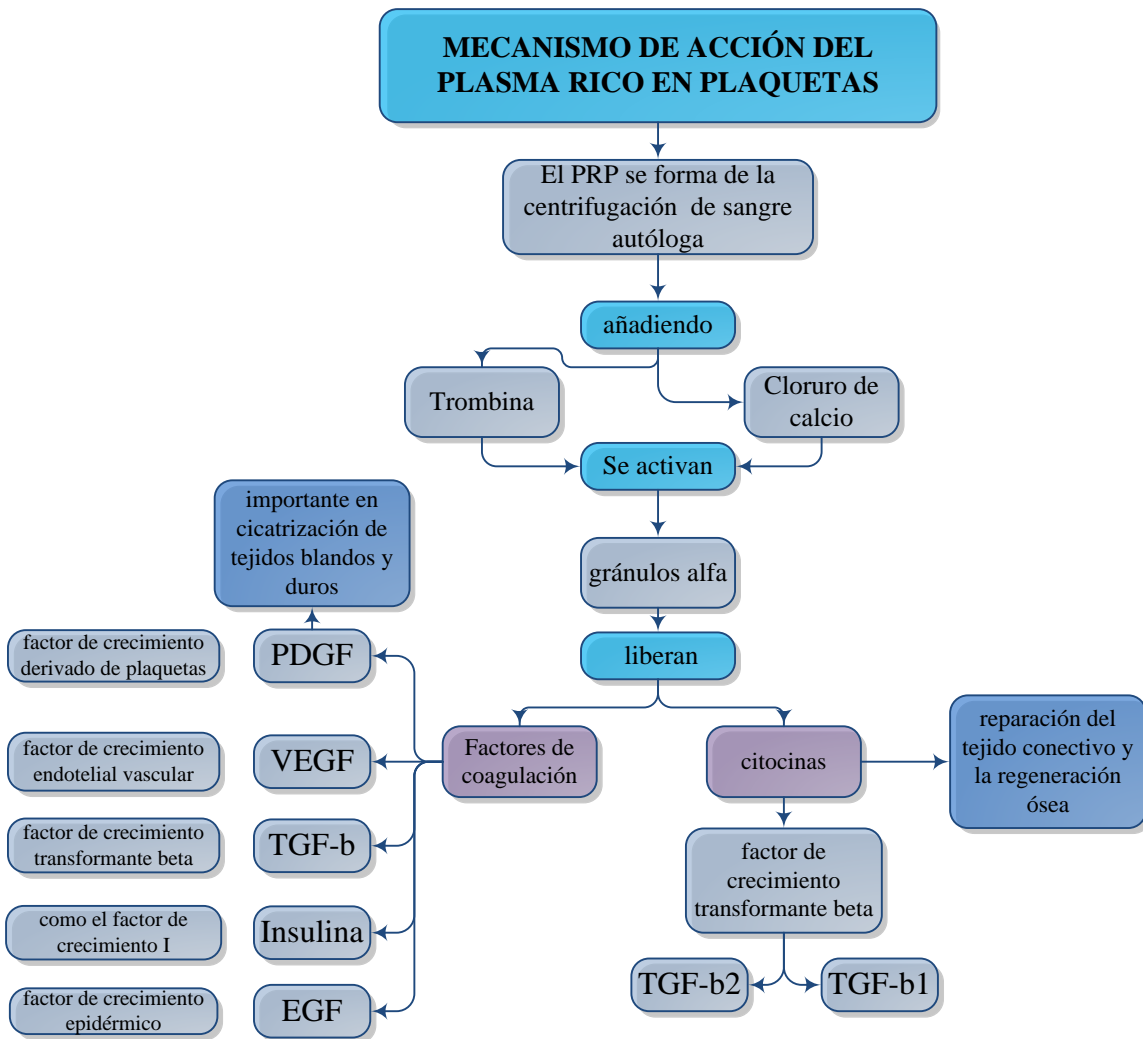 MECANISMO DE ACCIÓN DEL
PLASMA RICO EN PLAQUETAS
El PRP se forma de la
centrifugación de sangre
autóloga
añadiendo
Trombina
Cloruro de
calcio
Se activan
gránulos alfa
liberan
importante en
cicatrización de
tejidos blandos y
duros
factor de crecimiento
derivado de plaquetas
PDGF
factor de crecimiento
endotelial vascular
VEGF
factor de crecimiento
transformante beta
TGF-b
como el factor de
crecimiento I
Insulina
factor de crecimiento
epidérmico
EGF
Factores de
coagulación
citocinas
reparación del
tejido conectivo y
la regeneración
ósea
factor de
crecimiento
transformante beta
TGF-b2
TGF-b1